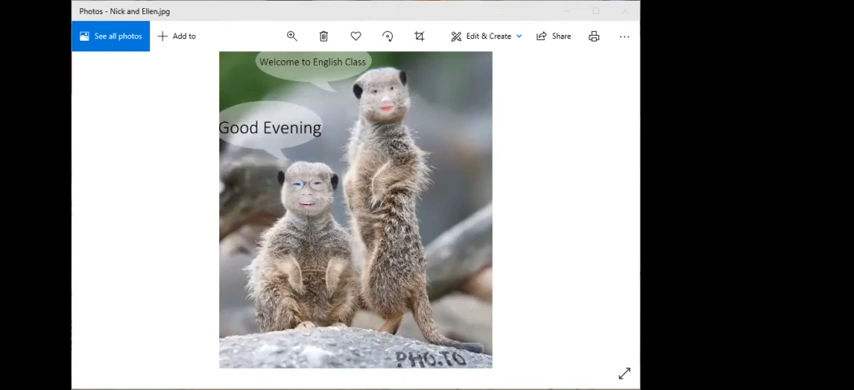 Photos - Nick and Ellen.jpg
See all photos
Add to
Edit & Create
Share
Welcome to English Class
Good Evening
PHO.TO